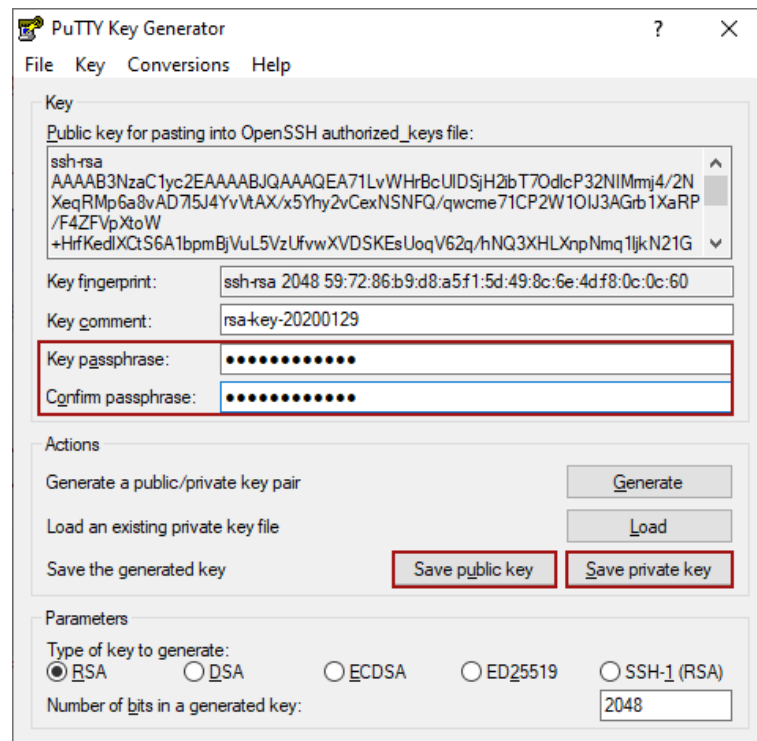 PuTTY Key Generator
? ×
File Key Conversions Help
Key
Public key for pasting into OpenSSH authorized_keys file:
ssh-rsa
AAAAB3NzaC1yc2EAAAABJQAAAQEA71LvWHrBcUIDSjH2ibT7OdlcP32NIMmj4/2N
XeqRMp6a8vAD7l5J4YvVtAX/x5Yhy2vCexNSNFQ/qwcme71CP2W1OIJ3AGrb1XaRP
/F4ZFVpXtoW
+HrfKedIXCtS6A1bpmBjVuL5VzUfvwXVDSKEsUoqV62q/hNQ3XHLXnpNmq1ljkN21G
Key fingerprint: ssh-rsa 2048 59:72:86:b9:d8:a5:f1:5d:49:8c:6e:4d:f8:0c:0c:60
Key comment: rsa-key-20200129
Key passphrase: ●●●●●●●●●●●●
Confirm passphrase: ●●●●●●●●●●●●
Actions
Generate a public/private key pair Generate
Load an existing private key file Load
Save the generated key Save public key Save private key
Parameters
Type of key to generate:
RSA DSA ECDSA ED25519 SSH-1 (RSA)
Number of bits in a generated key: 2048